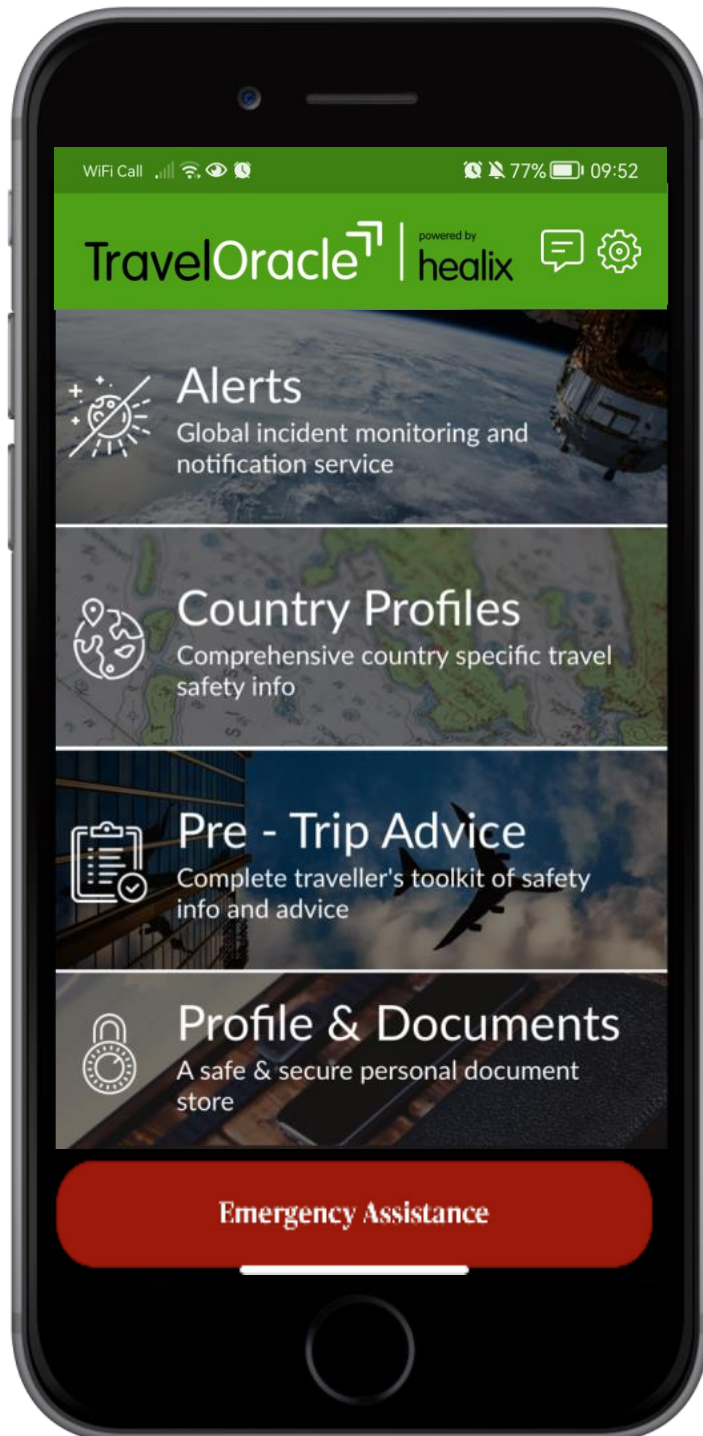 WiFi Call 77% 09:52
TravelOracle powered by healix
Alerts
Global incident monitoring and
notification service
Country Profiles
Comprehensive country specific travel
safety info
Pre - Trip Advice
Complete traveller's toolkit of safety
info and advice
Profile & Documents
A safe & secure personal document
store
Emergency Assistance